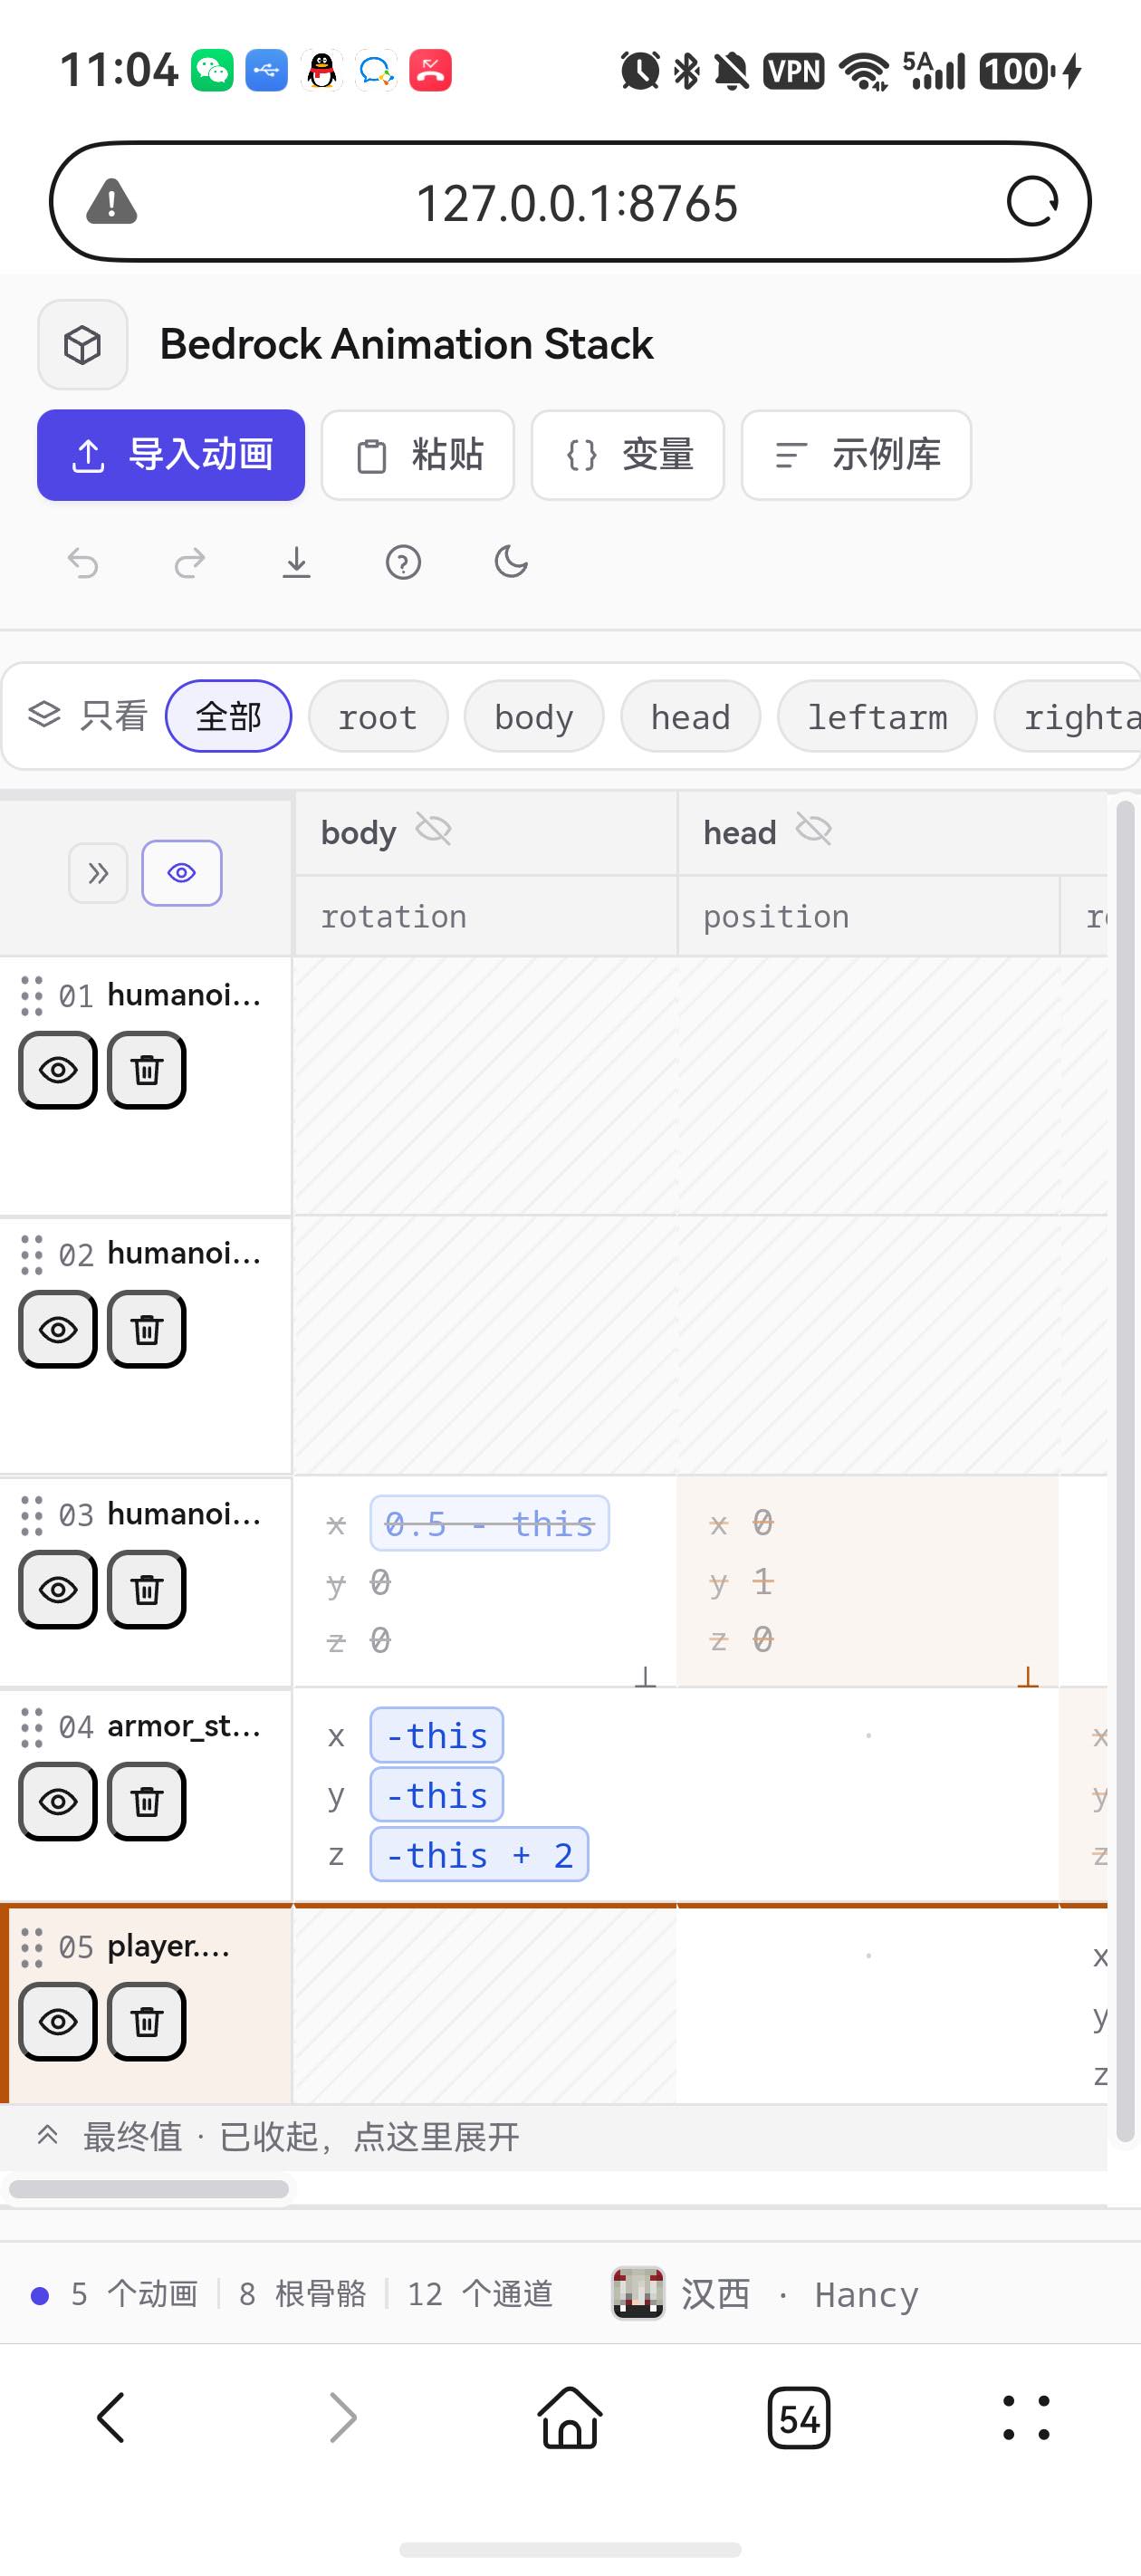 11:04 VPN 5A 100
127.0.0.1:8765
Bedrock Animation Stack
导入动画 粘贴 {} 变量 示例库
只看 全部 root body head leftarm righta
body head
rotation position r
01 humanoi...
02 humanoi...
03 humanoi... x 0.5 - this x 0
y 0 y 1
z 0 z 0
04 armor_st... x -this x
y -this y
z -this + 2 z
05 player.... x
y
z
最终值 · 已收起，点这里展开
5 个动画 8 根骨骼 12 个通道 汉西 · Hancy
54